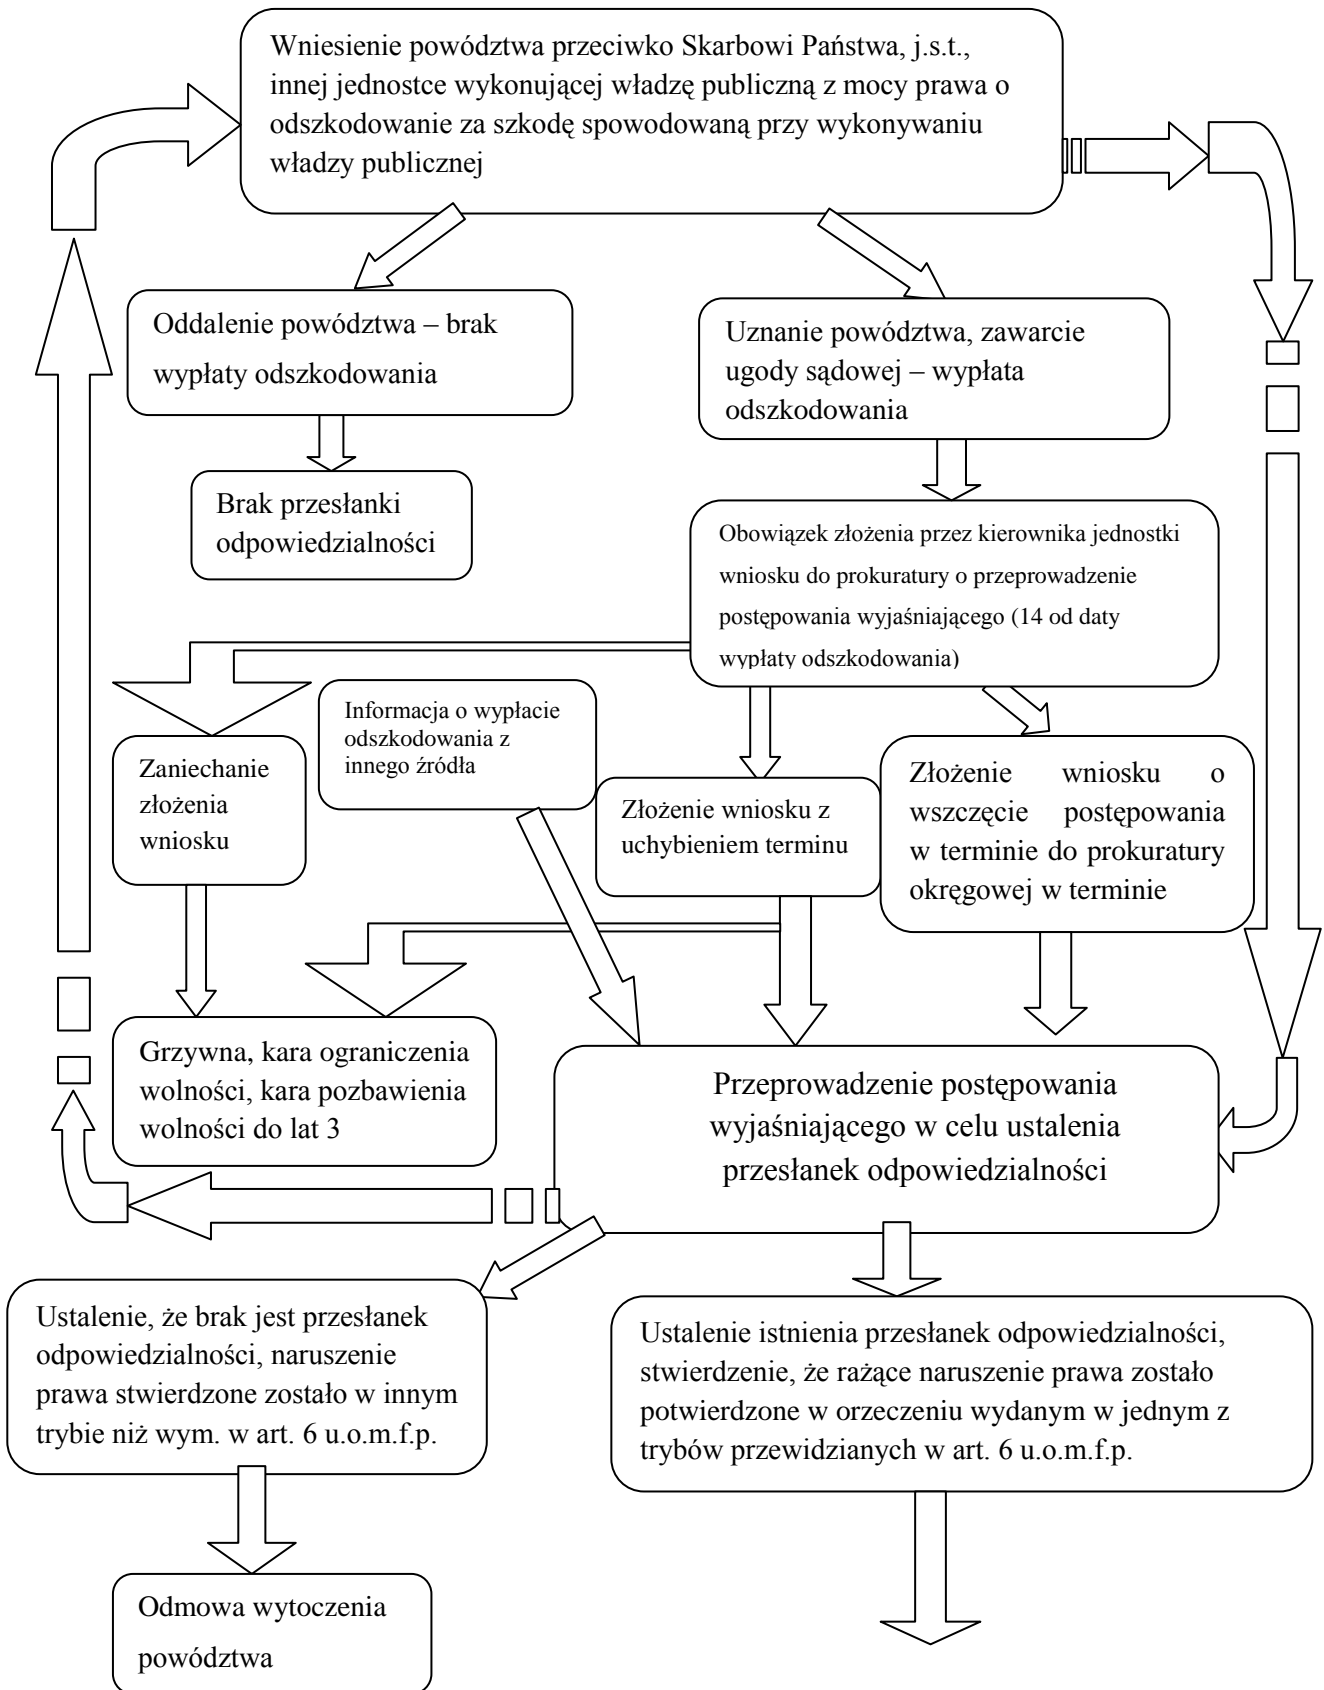 Wniesienie powództwa przeciwko Skarbowi Państwa, j.s.t.,
innej jednostce wykonującej władzę publiczną z mocy prawa o
odszkodowanie za szkodę spowodowaną przy wykonywaniu
władzy publicznej
Oddalenie powództwa – brak
wypłaty odszkodowania
Uznanie powództwa, zawarcie
ugody sądowej – wypłata
odszkodowania
Brak przesłanki
odpowiedzialności
Obowiązek złożenia przez kierownika jednostki
wniosku do prokuratury o przeprowadzenie
postępowania wyjaśniającego (14 od daty
wypłaty odszkodowania)
Zaniechanie
złożenia
wniosku
Informacja o wypłacie
odszkodowania z
innego źródła
Złożenie wniosku z
uchybieniem terminu
Złożenie wniosku o
wszczęcie postępowania
w terminie do prokuratury
okręgowej w terminie
Grzywna, kara ograniczenia
wolności, kara pozbawienia
wolności do lat 3
Przeprowadzenie postępowania
wyjaśniającego w celu ustalenia
przesłanek odpowiedzialności
Ustalenie, że brak jest przesłanek
odpowiedzialności, naruszenie
prawa stwierdzone zostało w innym
trybie niż wym. w art. 6 u.o.m.f.p.
Ustalenie istnienia przesłanek odpowiedzialności,
stwierdzenie, że rażące naruszenie prawa zostało
potwierdzone w orzeczeniu wydanym w jednym z
trybów przewidzianych w art. 6 u.o.m.f.p.
Odmowa wytoczenia
powództwa